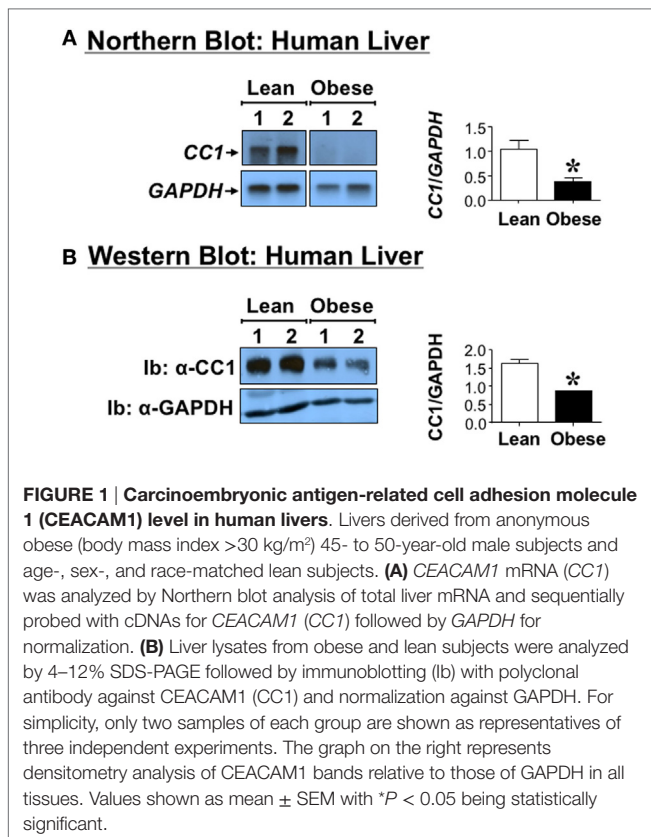 A Northern Blot: Human Liver
Lean Obese
1 2 1 2
CC1
GAPDH
CC1/GAPDH
1.5
1.0
0.5
0.0
*
Lean Obese
B Western Blot: Human Liver
Lean Obese
1 2 1 2
Ib: α-CC1
Ib: α-GAPDH
CC1/GAPDH
2.0
1.5
1.0
0.5
0.0
*
Lean Obese
FIGURE 1 | Carcinoembryonic antigen-related cell adhesion molecule
1 (CEACAM1) level in human livers. Livers derived from anonymous
obese (body mass index >30 kg/m²) 45- to 50-year-old male subjects and
age-, sex-, and race-matched lean subjects. (A) CEACAM1 mRNA (CC1)
was analyzed by Northern blot analysis of total liver mRNA and sequentially
probed with cDNAs for CEACAM1 (CC1) followed by GAPDH for
normalization. (B) Liver lysates from obese and lean subjects were analyzed
by 4–12% SDS-PAGE followed by immunoblotting (Ib) with polyclonal
antibody against CEACAM1 (CC1) and normalization against GAPDH. For
simplicity, only two samples of each group are shown as representatives of
three independent experiments. The graph on the right represents
densitometry analysis of CEACAM1 bands relative to those of GAPDH in all
tissues. Values shown as mean ± SEM with *P < 0.05 being statistically
significant.